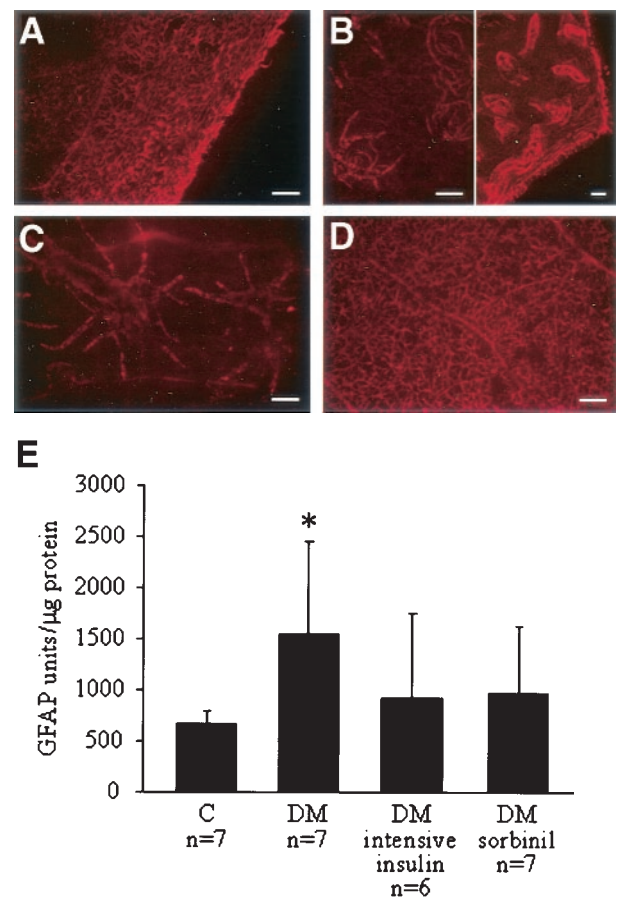 A
B
C
D
E
3000
2500
2000
1500
1000
500
0
GFAP units/µg protein
*
C
n=7
DM
n=7
DM
intensive
insulin
n=6
DM
sorbinil
n=7